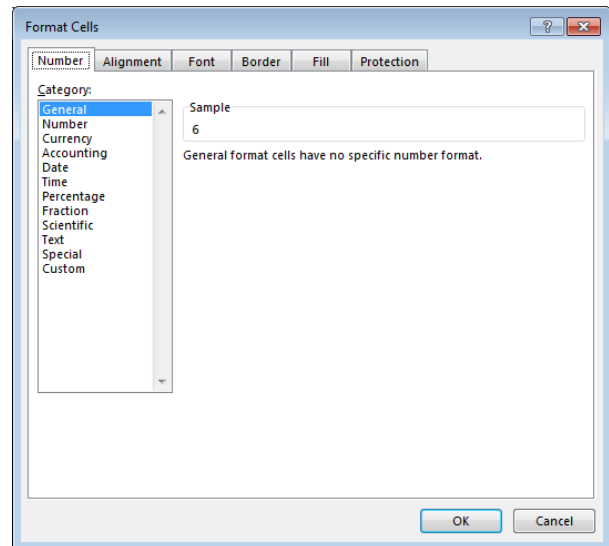 Format Cells
Number Alignment Font Border Fill Protection
Category:
General
Number
Currency
Accounting
Date
Time
Percentage
Fraction
Scientific
Text
Special
Custom
Sample
6
General format cells have no specific number format.
OK Cancel